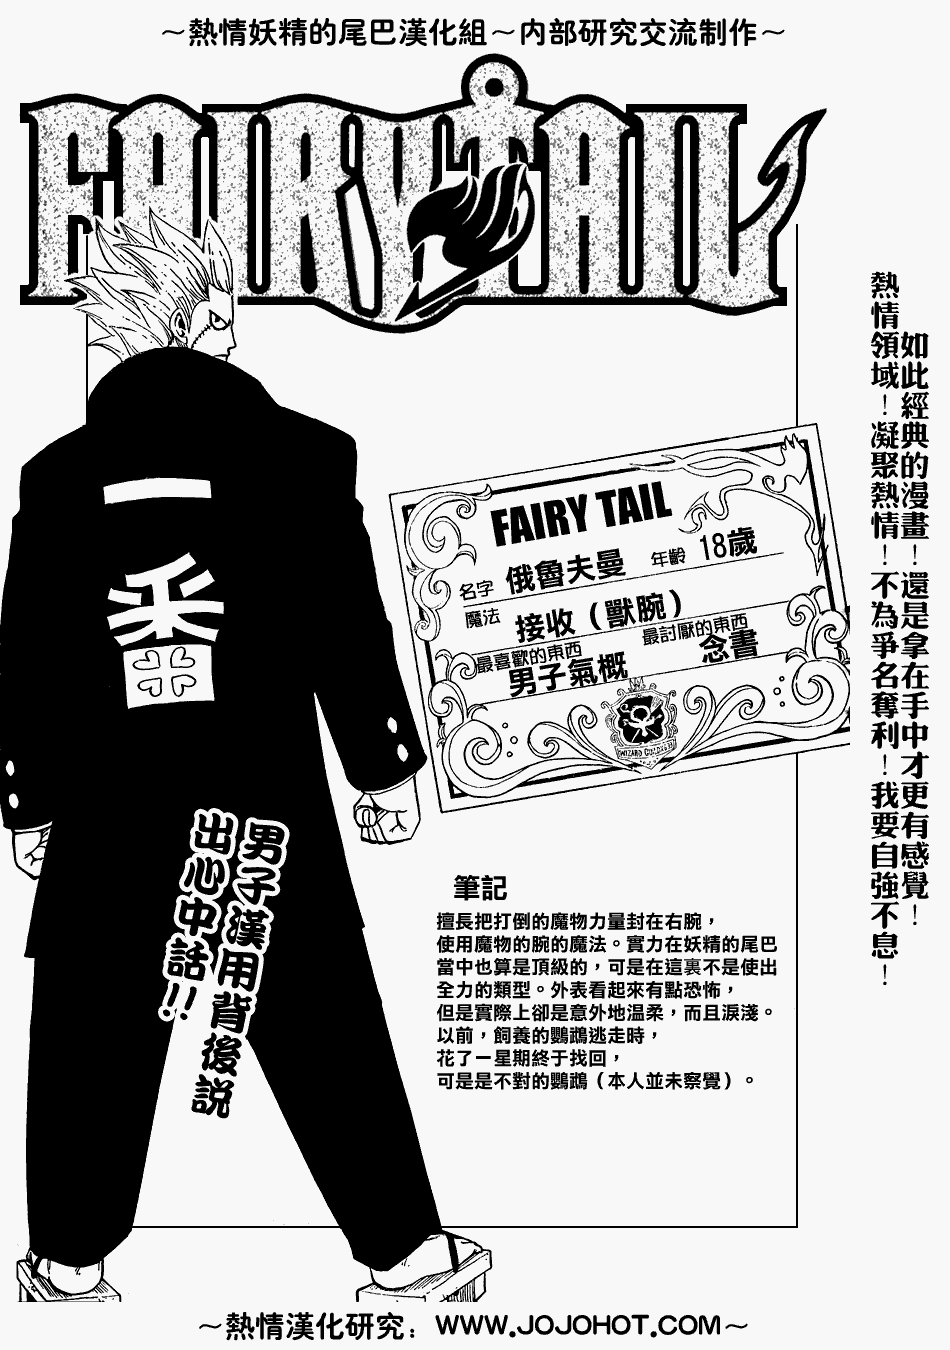 ～熱情妖精的尾巴漢化組～内部研究交流制作～
FAIRY TAIL
如此經典的漫畫！還是拿在手中才更有感覺！
熱情領域！凝聚熱情！不為爭名奪利！我要自強不息！
一番
FAIRY TAIL
名字 俄魯夫曼 年齡 18歲
魔法 接收（獸腕）
最喜歡的東西 最討厭的東西
男子氣概 念書
WIZARD GUILD
男子漢用背後説
出心中話!!
筆記
擅長把打倒的魔物力量封在右腕，
使用魔物的腕的魔法。實力在妖精的尾巴
當中也算是頂級的，可是在這裏不是使出
全力的類型。外表看起來有點恐怖，
但是實際上卻是意外地温柔，而且淚淺。
以前，飼養的鸚鵡逃走時，
花了一星期終于找回，
可是是不對的鸚鵡（本人並未察覺）。
～熱情漢化研究：WWW.JOJOHOT.COM～